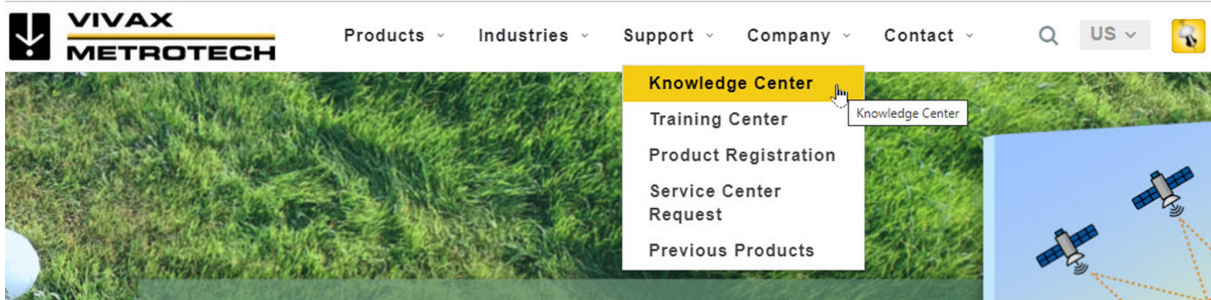 VIVAX
METROTECH
Products
Industries
Support
Company
Contact
US
Knowledge Center
Knowledge Center
Training Center
Product Registration
Service Center
Request
Previous Products